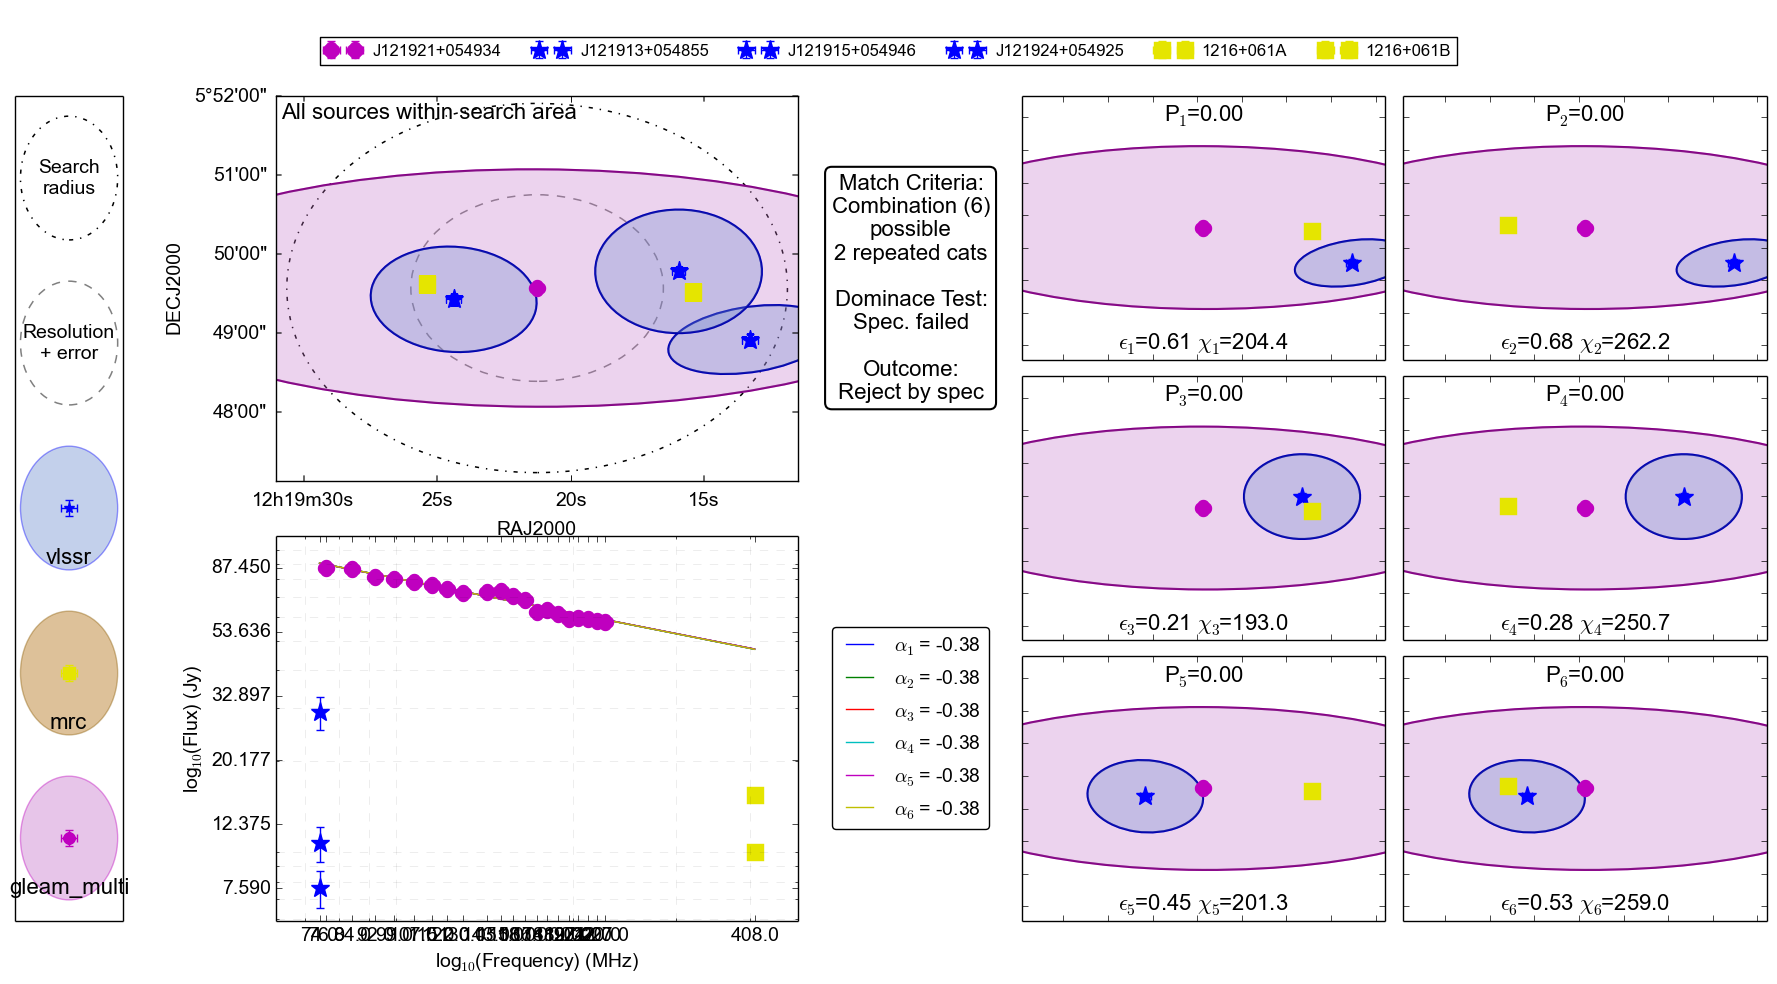 J121921+054934 J121913+054855 J121915+054946 J121924+054925 1216+061A 1216+061B
Search
radius
Resolution
+ error
vlssr
mrc
gleam_multi
All sources within search area
5°52'00"
51'00"
50'00"
49'00"
48'00"
DECJ2000
12h19m30s 25s 20s 15s
RAJ2000
87.450
53.636
32.897
20.177
12.375
7.590
log₁₀(Flux) (Jy)
408.0
log₁₀(Frequency) (MHz)
Match Criteria:
Combination (6)
possible
2 repeated cats
Dominace Test:
Spec. failed
Outcome:
Reject by spec
α₁ = -0.38
α₂ = -0.38
α₃ = -0.38
α₄ = -0.38
α₅ = -0.38
α₆ = -0.38
P₁=0.00
ϵ₁=0.61 χ₁=204.4
P₂=0.00
ϵ₂=0.68 χ₂=262.2
P₃=0.00
ϵ₃=0.21 χ₃=193.0
P₄=0.00
ϵ₄=0.28 χ₄=250.7
P₅=0.00
ϵ₅=0.45 χ₅=201.3
P₆=0.00
ϵ₆=0.53 χ₆=259.0